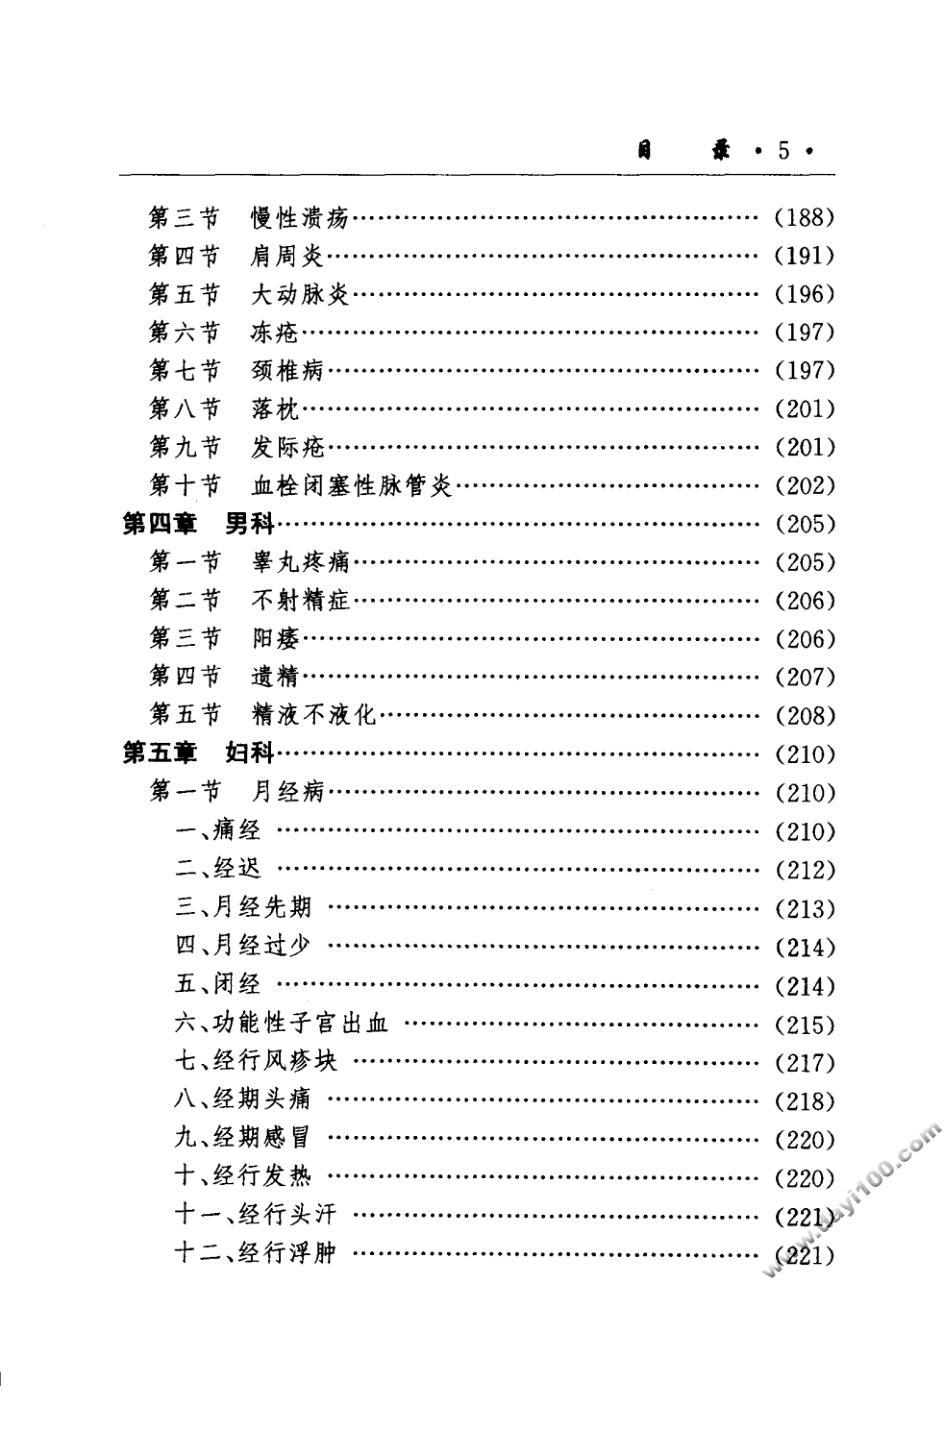 目 录 · 5 ·
第三节 慢性溃疡……………………………………………(188)
第四节 肩周炎……………………………………………(191)
第五节 大动脉炎……………………………………………(196)
第六节 冻疮……………………………………………(197)
第七节 颈椎病……………………………………………(197)
第八节 落枕……………………………………………(201)
第九节 发际疮……………………………………………(201)
第十节 血栓闭塞性脉管炎……………………………………………(202)
第四章 男科……………………………………………(205)
第一节 睾丸疼痛……………………………………………(205)
第二节 不射精症……………………………………………(206)
第三节 阳痿……………………………………………(206)
第四节 遗精……………………………………………(207)
第五节 精液不液化……………………………………………(208)
第五章 妇科……………………………………………(210)
第一节 月经病……………………………………………(210)
一、痛经……………………………………………(210)
二、经迟……………………………………………(212)
三、月经先期……………………………………………(213)
四、月经过少……………………………………………(214)
五、闭经……………………………………………(214)
六、功能性子宫出血……………………………………………(215)
七、经行风疹块……………………………………………(217)
八、经期头痛……………………………………………(218)
九、经期感冒……………………………………………(220)
十、经行发热……………………………………………(220)
十一、经行头汗……………………………………………(221)
十二、经行浮肿……………………………………………(221)
www.dayi100.com